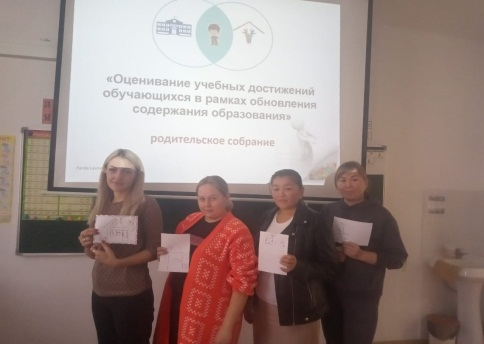 «Оценивание учебных достижений
обучающихся в рамках обновления
содержания образования»
родительское собрание